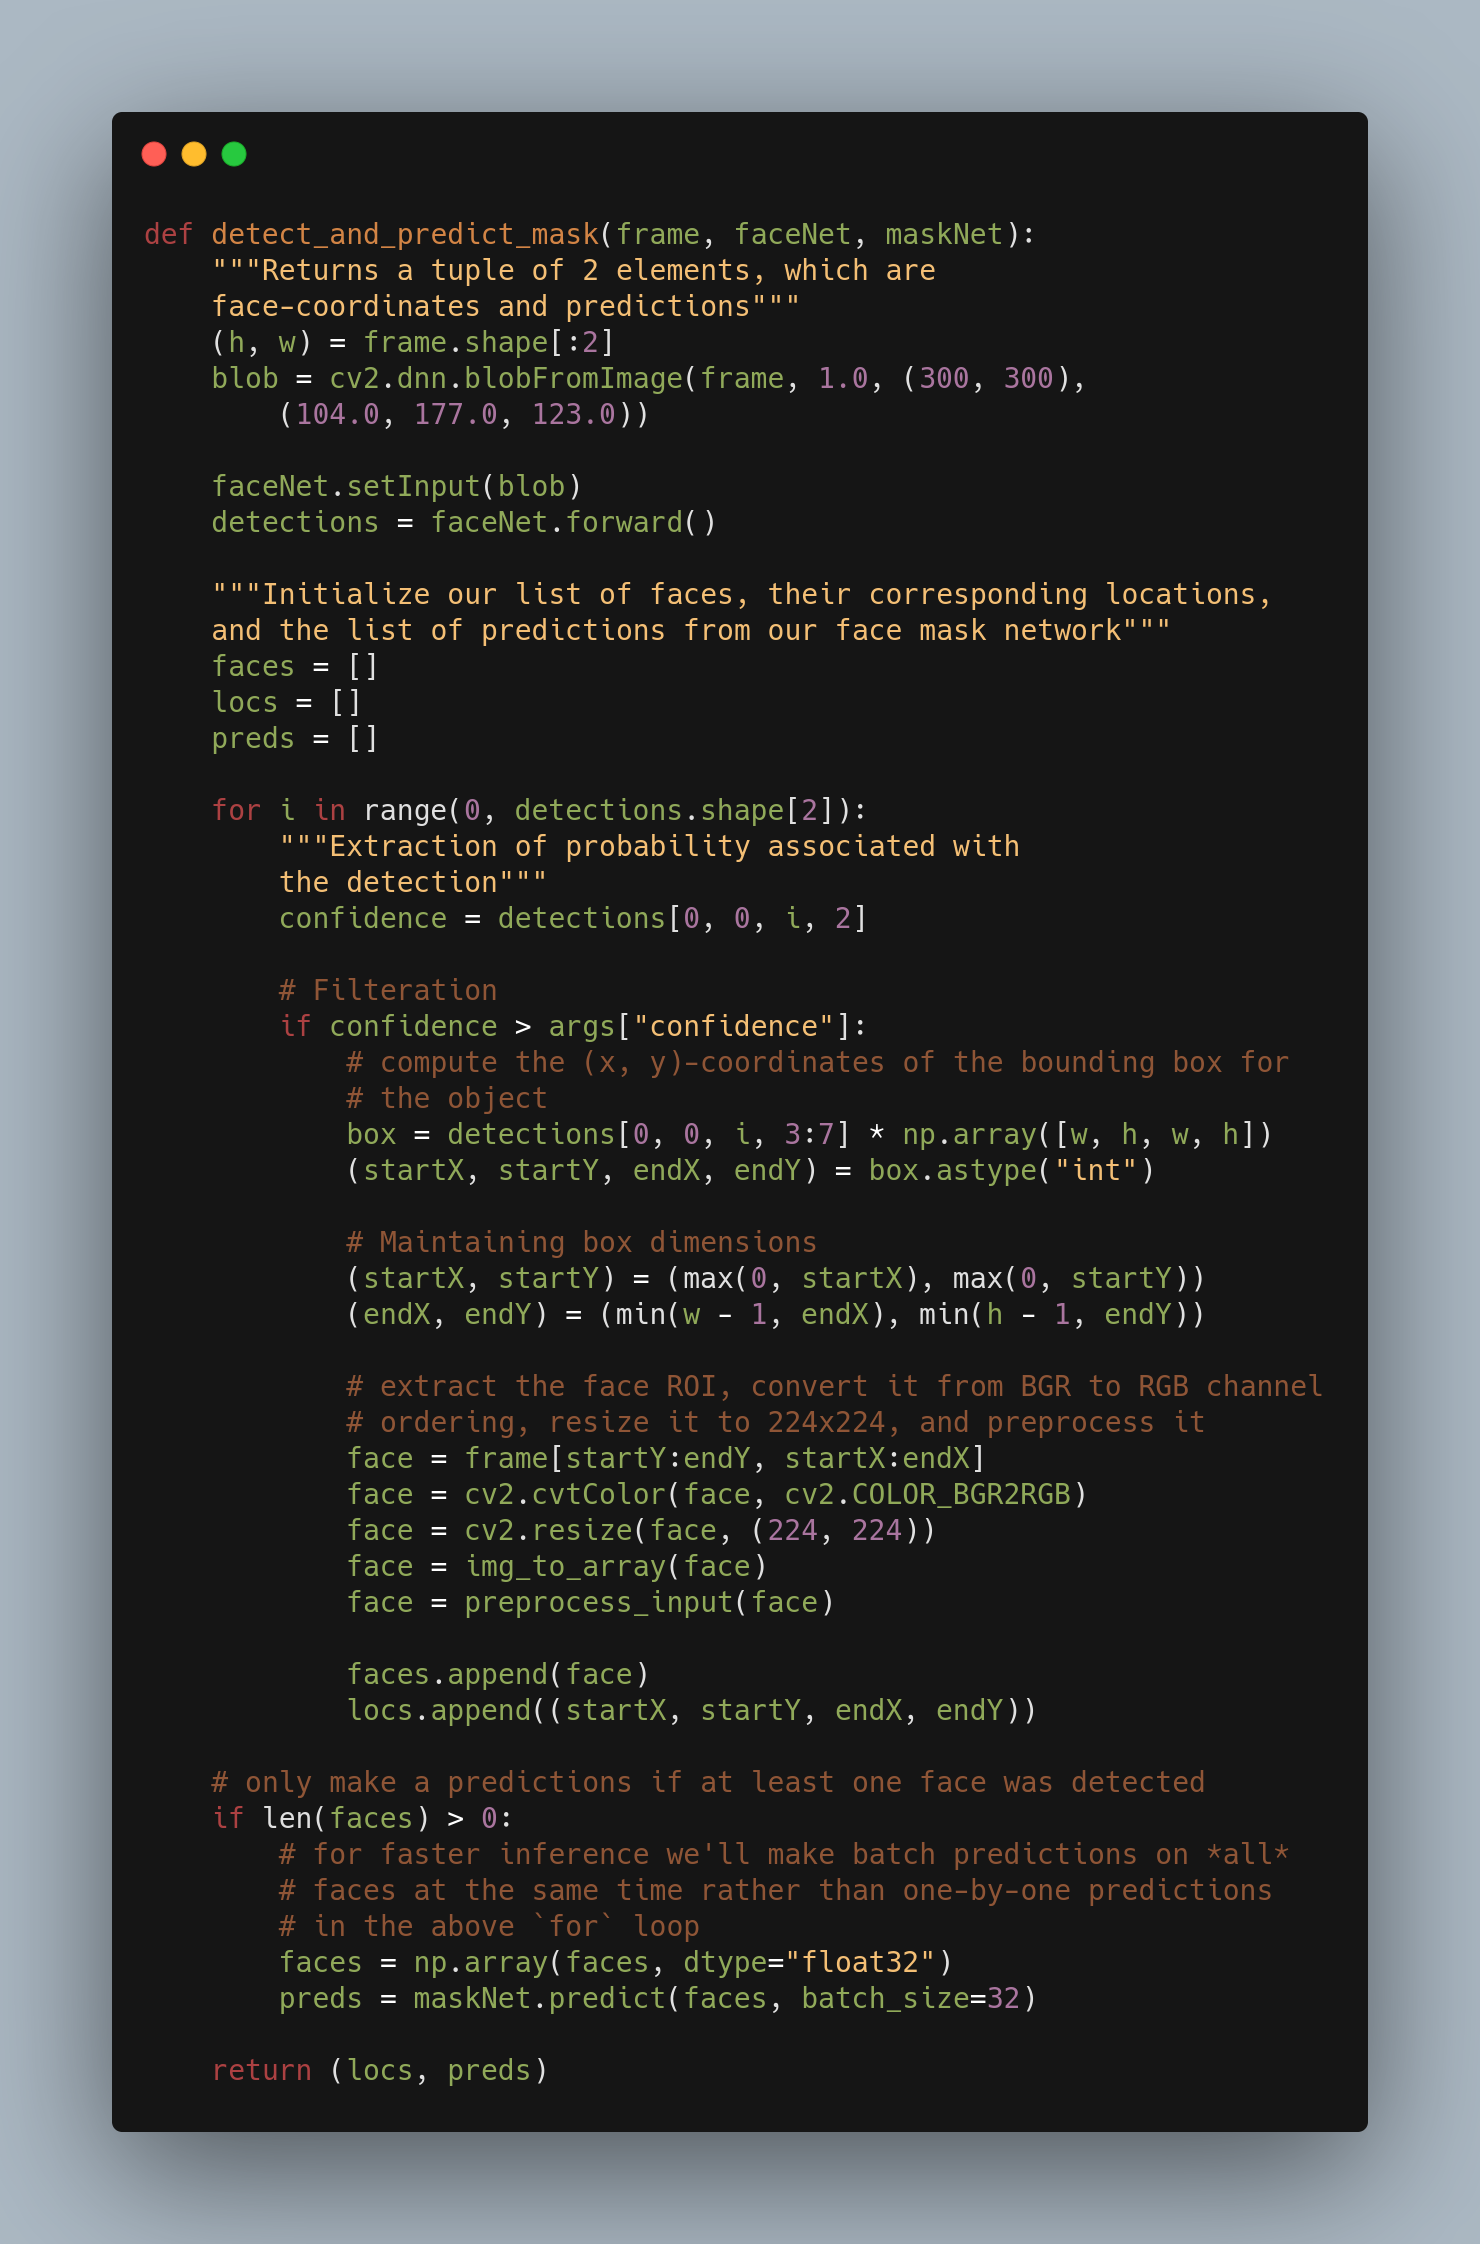 def detect_and_predict_mask(frame, faceNet, maskNet):
    """Returns a tuple of 2 elements, which are
    face-coordinates and predictions"""
    (h, w) = frame.shape[:2]
    blob = cv2.dnn.blobFromImage(frame, 1.0, (300, 300),
        (104.0, 177.0, 123.0))

    faceNet.setInput(blob)
    detections = faceNet.forward()

    """Initialize our list of faces, their corresponding locations,
    and the list of predictions from our face mask network"""
    faces = []
    locs = []
    preds = []

    for i in range(0, detections.shape[2]):
        """Extraction of probability associated with
        the detection"""
        confidence = detections[0, 0, i, 2]

        # Filteration
        if confidence > args["confidence"]:
            # compute the (x, y)-coordinates of the bounding box for
            # the object
            box = detections[0, 0, i, 3:7] * np.array([w, h, w, h])
            (startX, startY, endX, endY) = box.astype("int")

            # Maintaining box dimensions
            (startX, startY) = (max(0, startX), max(0, startY))
            (endX, endY) = (min(w - 1, endX), min(h - 1, endY))

            # extract the face ROI, convert it from BGR to RGB channel
            # ordering, resize it to 224x224, and preprocess it
            face = frame[startY:endY, startX:endX]
            face = cv2.cvtColor(face, cv2.COLOR_BGR2RGB)
            face = cv2.resize(face, (224, 224))
            face = img_to_array(face)
            face = preprocess_input(face)

            faces.append(face)
            locs.append((startX, startY, endX, endY))

    # only make a predictions if at least one face was detected
    if len(faces) > 0:
        # for faster inference we'll make batch predictions on *all*
        # faces at the same time rather than one-by-one predictions
        # in the above `for` loop
        faces = np.array(faces, dtype="float32")
        preds = maskNet.predict(faces, batch_size=32)

    return (locs, preds)